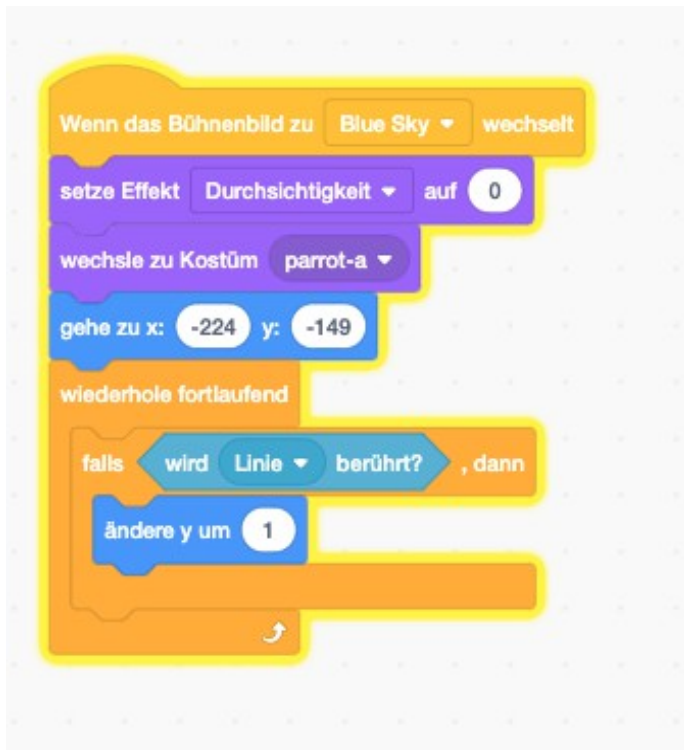 Wenn das Bühnenbild zu Blue Sky wechselt
setze Effekt Durchsichtigkeit auf 0
wechsle zu Kostüm parrot-a
gehe zu x: -224 y: -149
wiederhole fortlaufend
falls wird Linie berührt? , dann
ändere y um 1